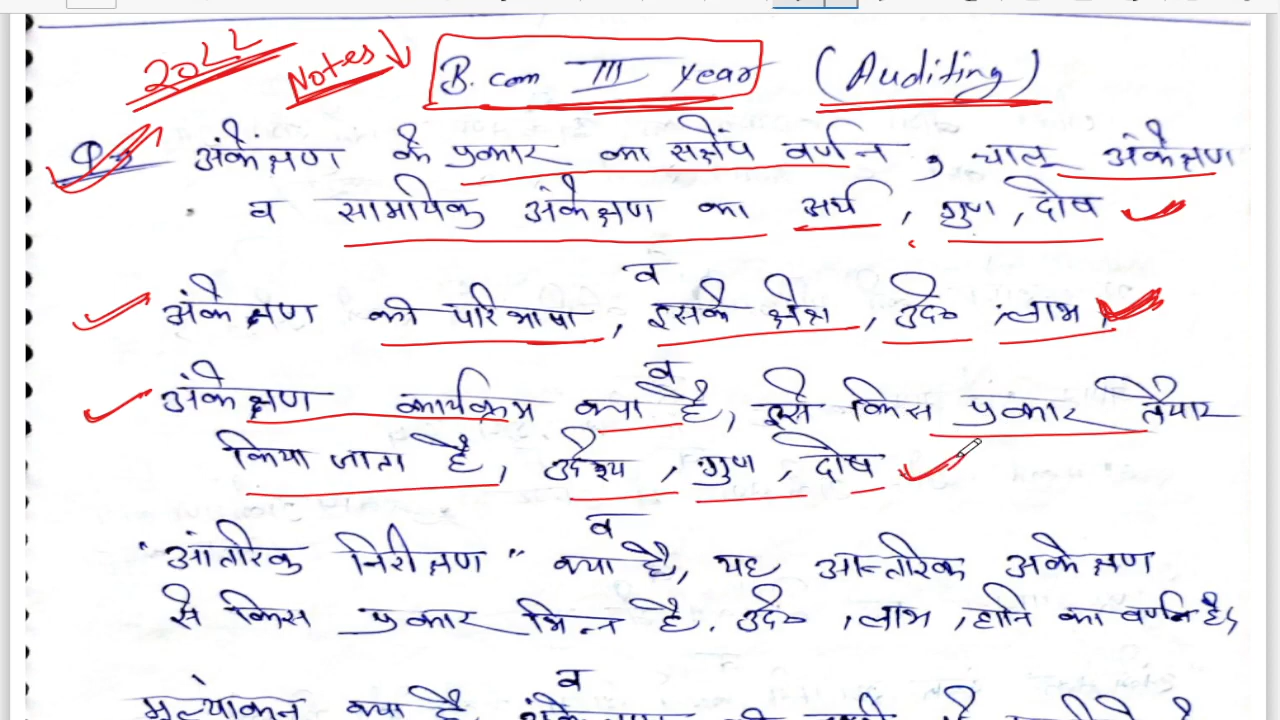 2022 Notes B. com III year (Auditing)
Q→ अंकेक्षण के प्रकार का संक्षेप वर्णन, चालू अंकेक्षण
व सामायिक अंकेक्षण का अर्थ, गुण, दोष
व
अंकेक्षण की परिभाषा, इसके क्षेत्र, उद्दे०, लाभ,
व
अंकेक्षण कार्यक्रम क्या है, इसे किस प्रकार तैयार
किया जाता है, उद्देश्य, गुण, दोष
व
"आंतरिक निरीक्षण" क्या है, यह आन्तरिक अंकेक्षण
से किस प्रकार भिन्न है. उद्दे०, लाभ, हानि का वर्णन है,
व
मूल्यांकन क्या है,